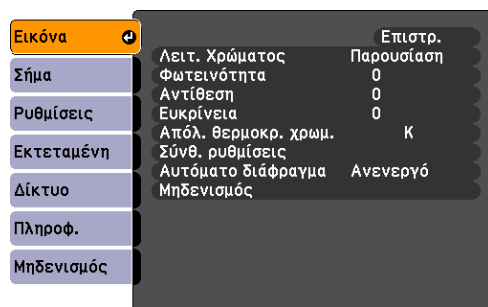 Εικόνα
Σήμα
Ρυθμίσεις
Εκτεταμένη
Δίκτυο
Πληροφ.
Μηδενισμός
Επιστρ.
Λειτ. Χρώματος Παρουσίαση
Φωτεινότητα 0
Αντίθεση 0
Ευκρίνεια 0
Απόλ. θερμοκρ. χρωμ. K
Σύνθ. ρυθμίσεις
Αυτόματο διάφραγμα Ανενεργό
Μηδενισμός